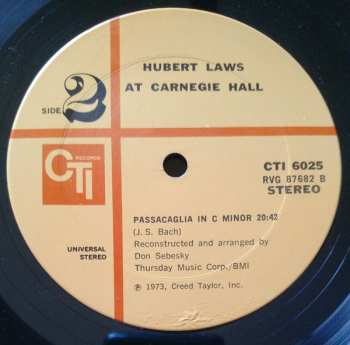 HUBERT LAWS
SIDE 2 AT CARNEGIE HALL
CTI RECORDS
CTI 6025
RVG 87682 B
STEREO
PASSACAGLIA IN C MINOR 20:42
(J. S. Bach)
UNIVERSAL STEREO
Reconstructed and arranged by
Don Sebesky
Thursday Music Corp./BMI
℗ 1973, Creed Taylor, Inc.